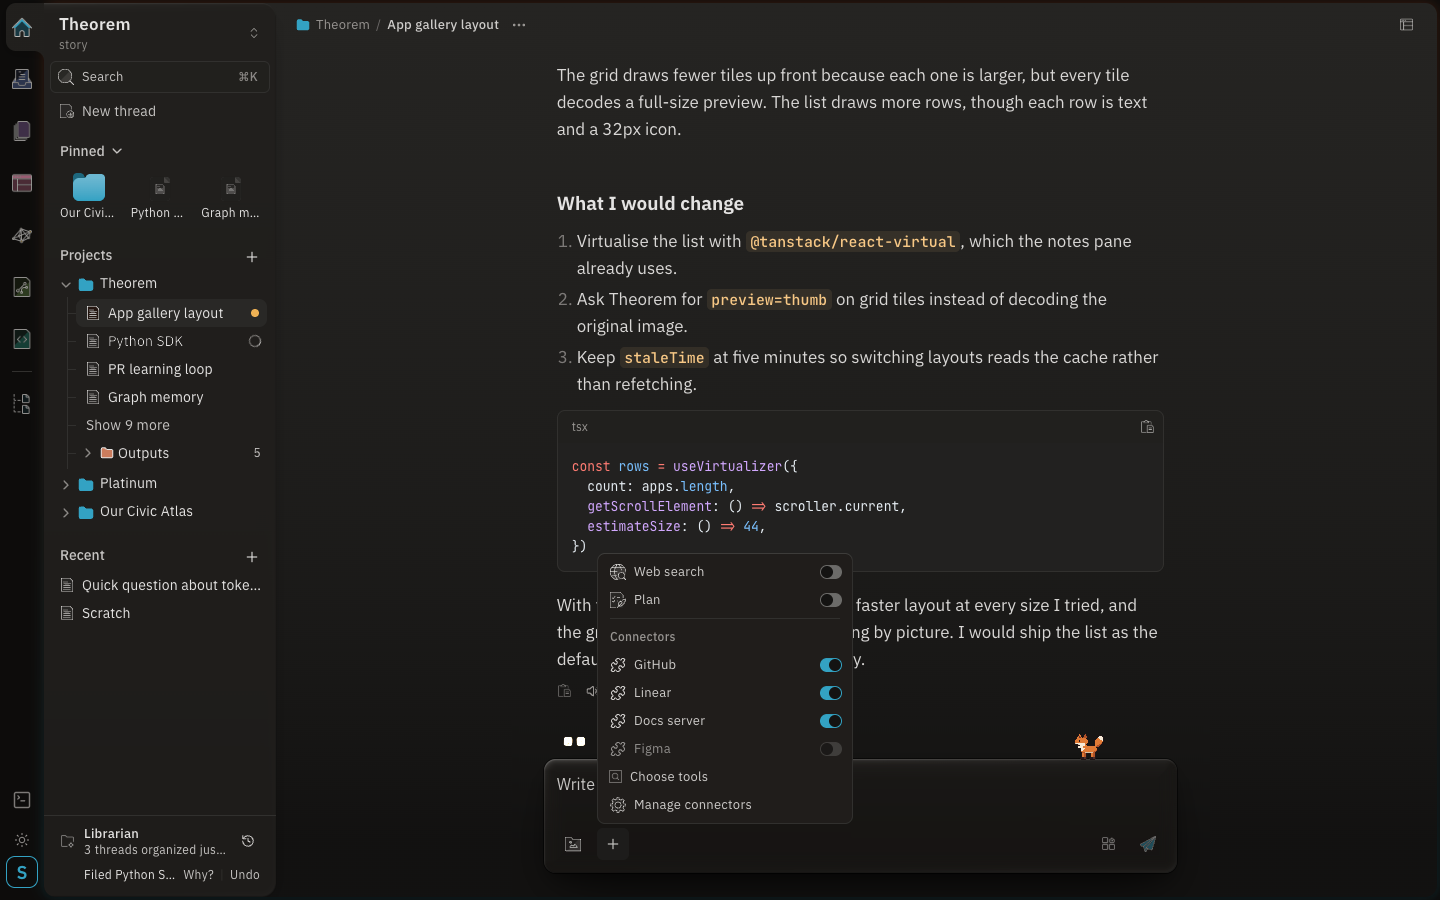 Theorem
story
Search ⌘K
New thread
Pinned
Our Civi... Python ... Graph m...
Projects
Theorem
App gallery layout
Python SDK
PR learning loop
Graph memory
Show 9 more
Outputs 5
Platinum
Our Civic Atlas
Recent
Quick question about toke...
Scratch
Librarian
3 threads organized jus...
Filed Python S... Why? Undo
S
Theorem / App gallery layout
The grid draws fewer tiles up front because each one is larger, but every tile
decodes a full-size preview. The list draws more rows, though each row is text
and a 32px icon.
What I would change
1. Virtualise the list with @tanstack/react-virtual, which the notes pane
already uses.
2. Ask Theorem for preview=thumb on grid tiles instead of decoding the
original image.
3. Keep staleTime at five minutes so switching layouts reads the cache rather
than refetching.
tsx
const rows = useVirtualizer({
count: apps.length,
getScrollElement: () => scroller.current,
estimateSize: () => 44,
})
With faster layout at every size I tried, and
the by picture. I would ship the list as the
Web search
Plan
Connectors
GitHub
Linear
Docs server
Figma
Choose tools
Manage connectors
Write